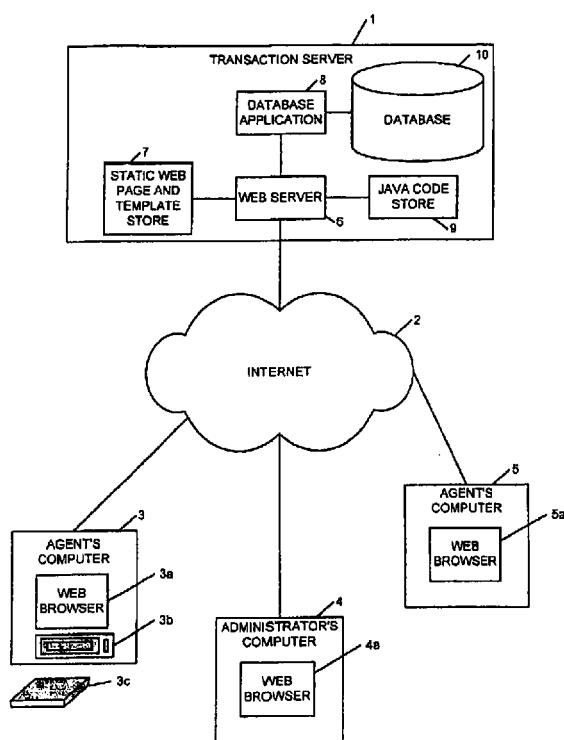 1
TRANSACTION SERVER
10
8
DATABASE
APPLICATION
DATABASE
7
STATIC WEB
PAGE AND
TEMPLATE
STORE
WEB SERVER
6
JAVA CODE
STORE
9
2
INTERNET
3
AGENT'S
COMPUTER
3a
WEB
BROWSER
3b
3c
4
ADMINISTRATOR'S
COMPUTER
4a
WEB
BROWSER
5
AGENT'S
COMPUTER
5a
WEB
BROWSER